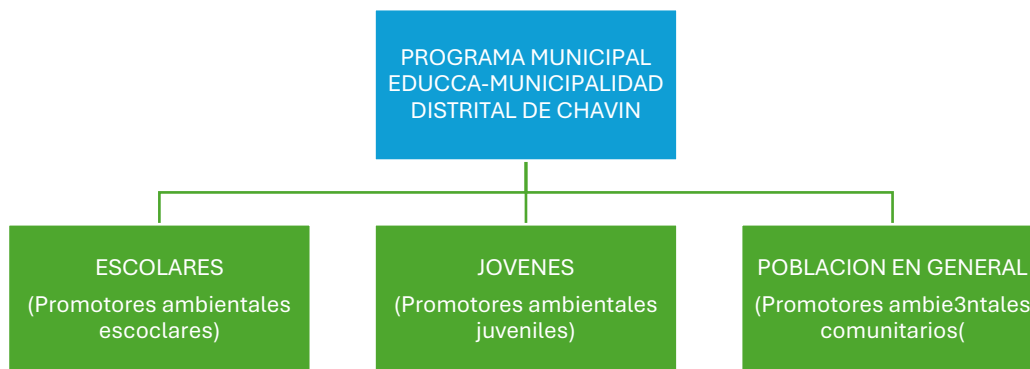 PROGRAMA MUNICIPAL
EDUCCA-MUNICIPALIDAD
DISTRITAL DE CHAVIN
ESCOLARES
(Promotores ambientales
escoclares)
JOVENES
(Promotores ambientales
juveniles)
POBLACION EN GENERAL
(Promotores ambie3ntales
comunitarios(